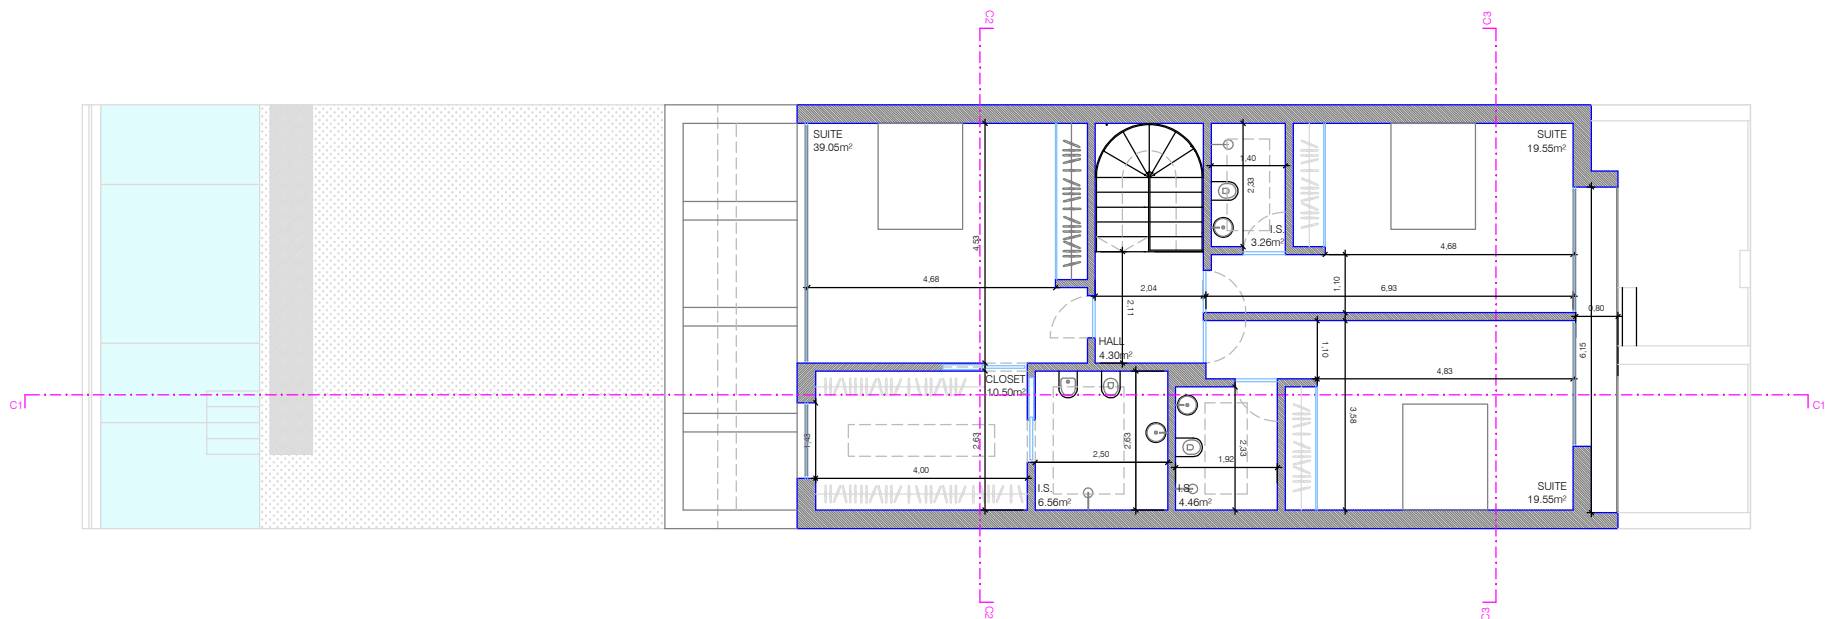 C2
C3
SUITE
39.05m²
SUITE
19.55m²
1,40
2,33
I.S.
3.26m²
4,53
4,68
4,68
2,04
2,11
1,10
6,93
0,80
HALL
4.30m²
1,10
6,15
CLOSET
10.50m²
4,83
C1
C1
1,43
2,63
2,63
3,58
2,33
4,00
2,50
1,92
I.S.
6.56m²
I.S.
4.46m²
SUITE
19.55m²
C2
C3